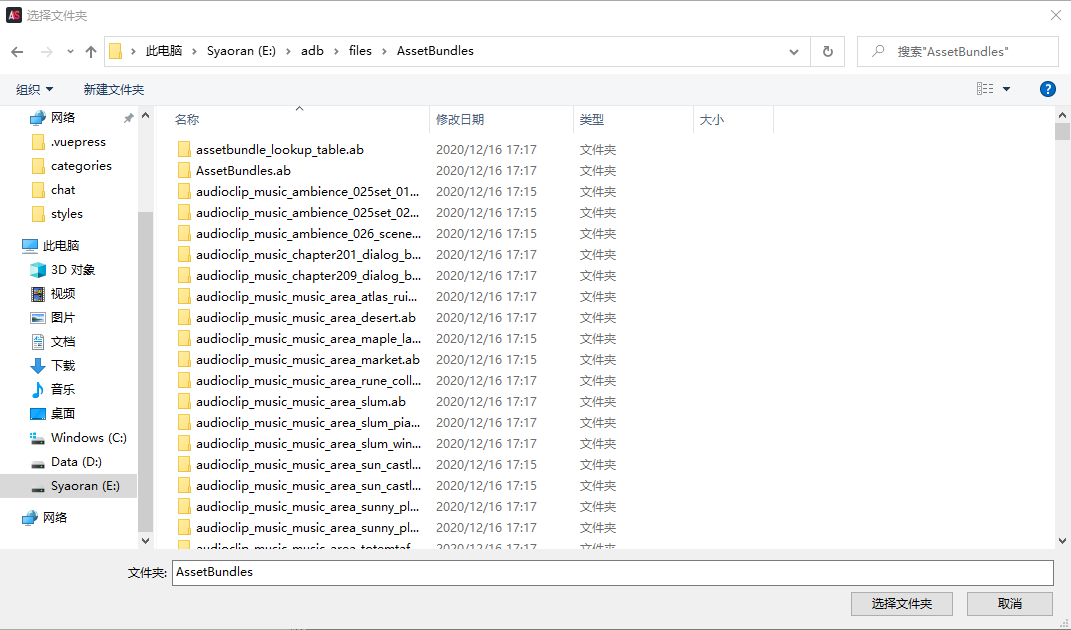 AS 选择文件夹
此电脑 Syaoran (E:) adb files AssetBundles
搜索"AssetBundles"
组织 新建文件夹
?
网络
.vuepress
categories
chat
styles
此电脑
3D 对象
视频
图片
文档
下载
音乐
桌面
Windows (C:)
Data (D:)
Syaoran (E:)
网络
名称 修改日期 类型 大小
assetbundle_lookup_table.ab 2020/12/16 17:17 文件夹
AssetBundles.ab 2020/12/16 17:17 文件夹
audioclip_music_ambience_025set_01... 2020/12/16 17:15 文件夹
audioclip_music_ambience_025set_02... 2020/12/16 17:15 文件夹
audioclip_music_ambience_026_scene... 2020/12/16 17:15 文件夹
audioclip_music_chapter201_dialog_b... 2020/12/16 17:17 文件夹
audioclip_music_chapter209_dialog_b... 2020/12/16 17:17 文件夹
audioclip_music_music_area_atlas_rui... 2020/12/16 17:17 文件夹
audioclip_music_music_area_desert.ab 2020/12/16 17:17 文件夹
audioclip_music_music_area_maple_la... 2020/12/16 17:15 文件夹
audioclip_music_music_area_market.ab 2020/12/16 17:15 文件夹
audioclip_music_music_area_rune_coll... 2020/12/16 17:17 文件夹
audioclip_music_music_area_slum.ab 2020/12/16 17:17 文件夹
audioclip_music_music_area_slum_pia... 2020/12/16 17:17 文件夹
audioclip_music_music_area_slum_win... 2020/12/16 17:17 文件夹
audioclip_music_music_area_sun_castl... 2020/12/16 17:15 文件夹
audioclip_music_music_area_sun_castl... 2020/12/16 17:15 文件夹
audioclip_music_music_area_sunny_pl... 2020/12/16 17:17 文件夹
audioclip_music_music_area_sunny_pl... 2020/12/16 17:17 文件夹
文件夹: AssetBundles
选择文件夹 取消